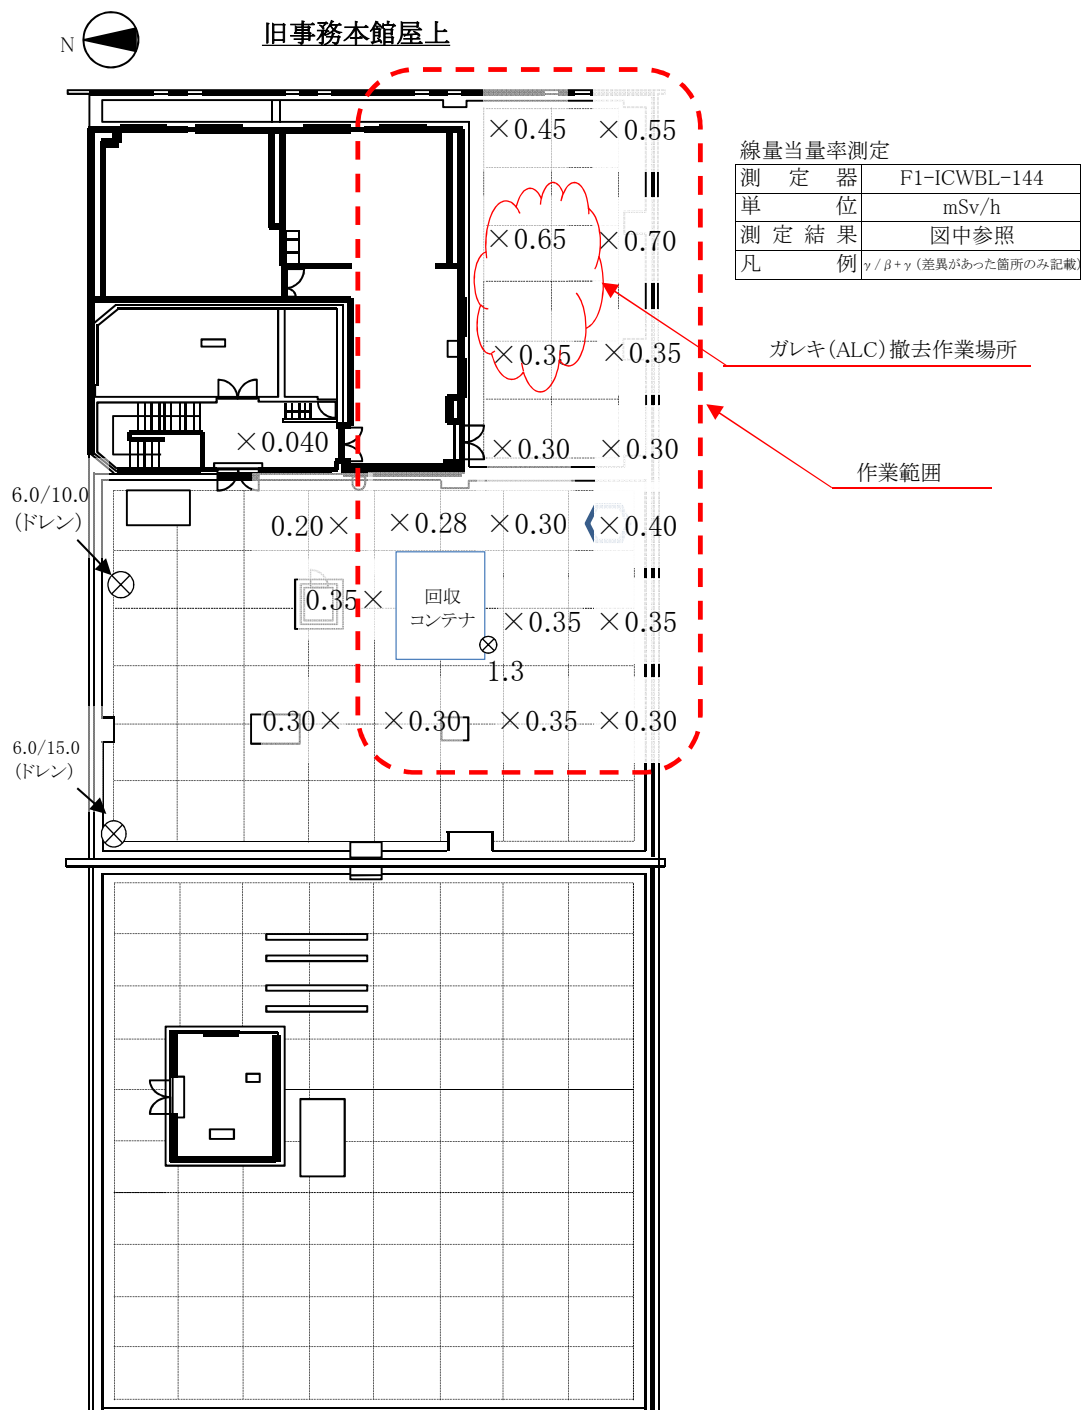 N
旧事務本館屋上
×0.45 ×0.55
線量当量率測定
測定器 F1-ICWBL-144
単位 mSv/h
測定結果 図中参照
凡例 γ/β+γ (差異があった箇所のみ記載)
×0.65 ×0.70
×0.35 ×0.35
ガレキ(ALC)撤去作業場所
×0.040
×0.30 ×0.30
作業範囲
6.0/10.0
(ドレン)
0.20× ×0.28 ×0.30 ×0.40
0.35×
回収
コンテナ
×0.35 ×0.35
1.3
0.30× ×0.30 ×0.35 ×0.30
6.0/15.0
(ドレン)